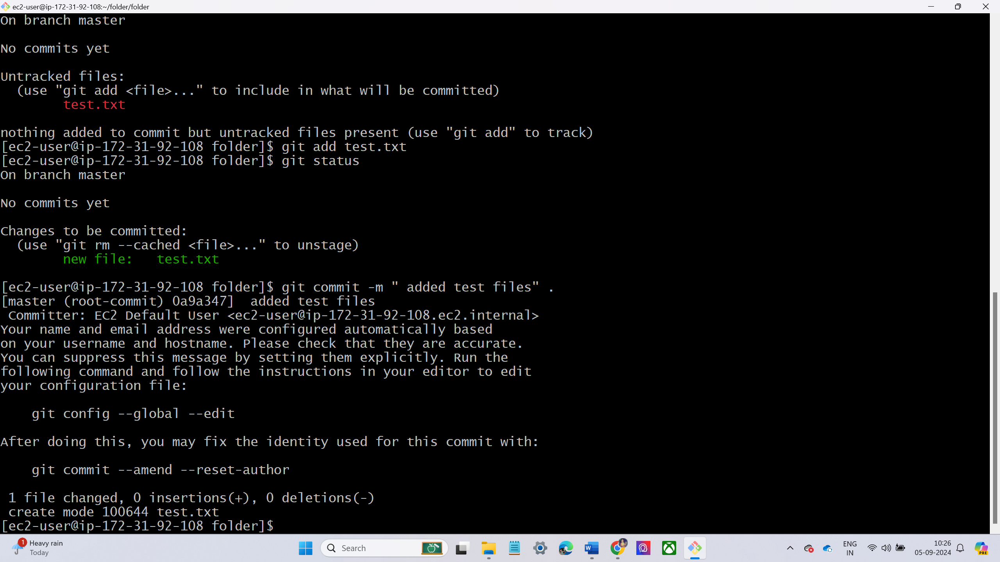 ec2-user@ip-172-31-92-108:~/folder/folder
On branch master
No commits yet
Untracked files:
  (use "git add <file>..." to include in what will be committed)
        test.txt
nothing added to commit but untracked files present (use "git add" to track)
[ec2-user@ip-172-31-92-108 folder]$ git add test.txt
[ec2-user@ip-172-31-92-108 folder]$ git status
On branch master
No commits yet
Changes to be committed:
  (use "git rm --cached <file>..." to unstage)
        new file:   test.txt
[ec2-user@ip-172-31-92-108 folder]$ git commit -m " added test files" .
[master (root-commit) 0a9a347]  added test files
 Committer: EC2 Default User <ec2-user@ip-172-31-92-108.ec2.internal>
Your name and email address were configured automatically based
on your username and hostname. Please check that they are accurate.
You can suppress this message by setting them explicitly. Run the
following command and follow the instructions in your editor to edit
your configuration file:
    git config --global --edit
After doing this, you may fix the identity used for this commit with:
    git commit --amend --reset-author
 1 file changed, 0 insertions(+), 0 deletions(-)
 create mode 100644 test.txt
[ec2-user@ip-172-31-92-108 folder]$
1
Heavy rain
Today
Search
W
ENG
IN
10:26
05-09-2024
PRE